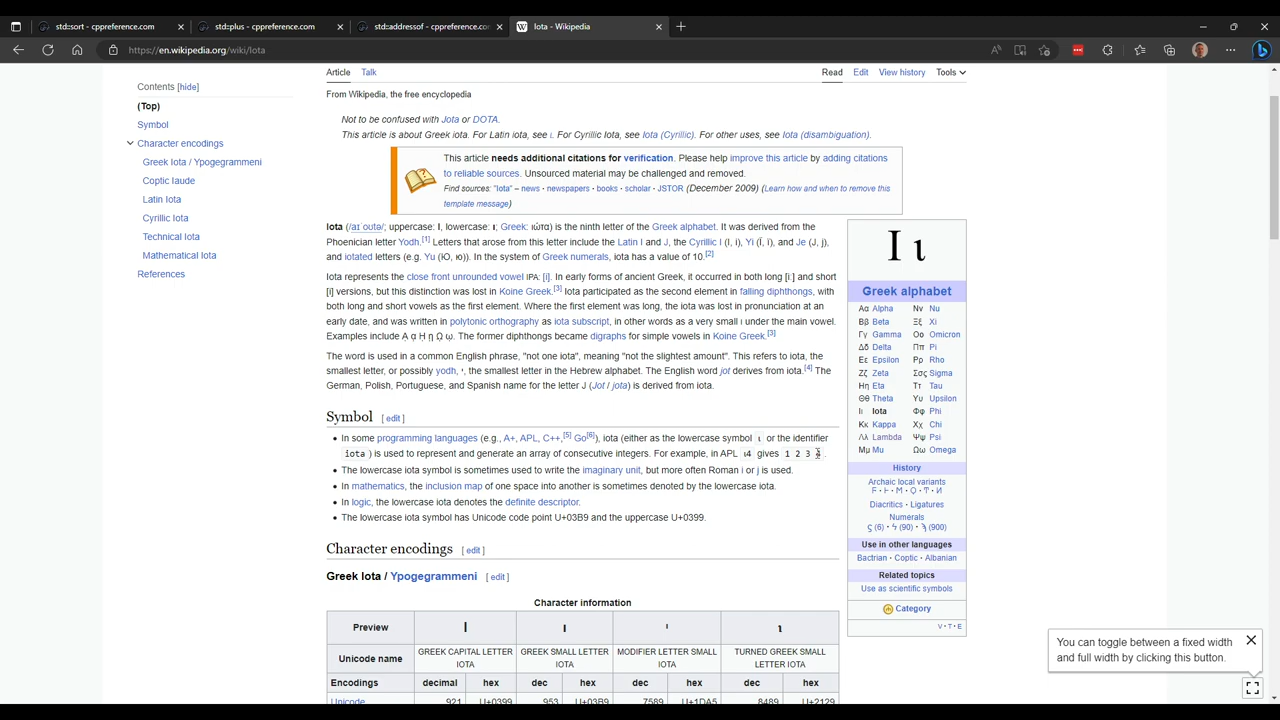 std::sort - cppreference.com
std::plus - cppreference.com
std::addressof - cppreference.co
Iota - Wikipedia
https://en.wikipedia.org/wiki/Iota
Article Talk
Read Edit View history Tools
From Wikipedia, the free encyclopedia
Contents [hide]
(Top)
Symbol
Character encodings
Greek Iota / Ypogegrammeni
Coptic Iaude
Latin Iota
Cyrillic Iota
Technical Iota
Mathematical Iota
References
Not to be confused with Jota or DOTA.
This article is about Greek iota. For Latin iota, see ı. For Cyrillic Iota, see Iota (Cyrillic). For other uses, see Iota (disambiguation).
This article needs additional citations for verification. Please help improve this article by adding citations
to reliable sources. Unsourced material may be challenged and removed.
Find sources: "Iota" – news · newspapers · books · scholar · JSTOR (December 2009) (Learn how and when to remove this
template message)
Iota (/aɪˈoʊtə/; uppercase: Ι, lowercase: ι; Greek: ιώτα) is the ninth letter of the Greek alphabet. It was derived from the
Phoenician letter Yodh.[1] Letters that arose from this letter include the Latin I and J, the Cyrillic І (І, і), Yi (Ї, ї), and Je (Ј, ј),
and iotated letters (e.g. Yu (Ю, ю)). In the system of Greek numerals, iota has a value of 10.[2]
Iota represents the close front unrounded vowel IPA: [i]. In early forms of ancient Greek, it occurred in both long [iː] and short
[i] versions, but this distinction was lost in Koine Greek.[3] Iota participated as the second element in falling diphthongs, with
both long and short vowels as the first element. Where the first element was long, the iota was lost in pronunciation at an
early date, and was written in polytonic orthography as iota subscript, in other words as a very small ι under the main vowel.
Examples include ᾼ ᾳ ῌ ῃ ῼ ῳ. The former diphthongs became digraphs for simple vowels in Koine Greek.[3]
The word is used in a common English phrase, "not one iota", meaning "not the slightest amount". This refers to iota, the
smallest letter, or possibly yodh, י, the smallest letter in the Hebrew alphabet. The English word jot derives from iota.[4] The
German, Polish, Portuguese, and Spanish name for the letter J (Jot / jota) is derived from iota.
Symbol [ edit ]
• In some programming languages (e.g., A+, APL, C++,[5] Go[6]), iota (either as the lowercase symbol ⍳ or the identifier
iota ) is used to represent and generate an array of consecutive integers. For example, in APL ⍳4 gives 1 2 3
• The lowercase iota symbol is sometimes used to write the imaginary unit, but more often Roman i or j is used.
• In mathematics, the inclusion map of one space into another is sometimes denoted by the lowercase iota.
• In logic, the lowercase iota denotes the definite descriptor.
• The lowercase iota symbol has Unicode code point U+03B9 and the uppercase U+0399.
Character encodings [ edit ]
Greek Iota / Ypogegrammeni [ edit ]
Character information
Preview Ι ι ͺ ℩
Unicode name GREEK CAPITAL LETTER IOTA GREEK SMALL LETTER IOTA MODIFIER LETTER SMALL IOTA TURNED GREEK SMALL LETTER IOTA
Encodings decimal hex dec hex dec hex dec hex
Unicode 921 U+0399 953 U+03B9 7589 U+1DA5 8489 U+2129
Ι ι
Greek alphabet
Αα Alpha Νν Nu
Ββ Beta Ξξ Xi
Γγ Gamma Οο Omicron
Δδ Delta Ππ Pi
Εε Epsilon Ρρ Rho
Ζζ Zeta Σσς Sigma
Ηη Eta Ττ Tau
Θθ Theta Υυ Upsilon
Ιι Iota Φφ Phi
Κκ Kappa Χχ Chi
Λλ Lambda Ψψ Psi
Μμ Mu Ωω Omega
History
Archaic local variants
Diacritics · Ligatures
Numerals
ϛ (6) · ϟ (90) · ϡ (900)
Use in other languages
Bactrian · Coptic · Albanian
Related topics
Use as scientific symbols
Category
V · T · E
You can toggle between a fixed width
and full width by clicking this button.